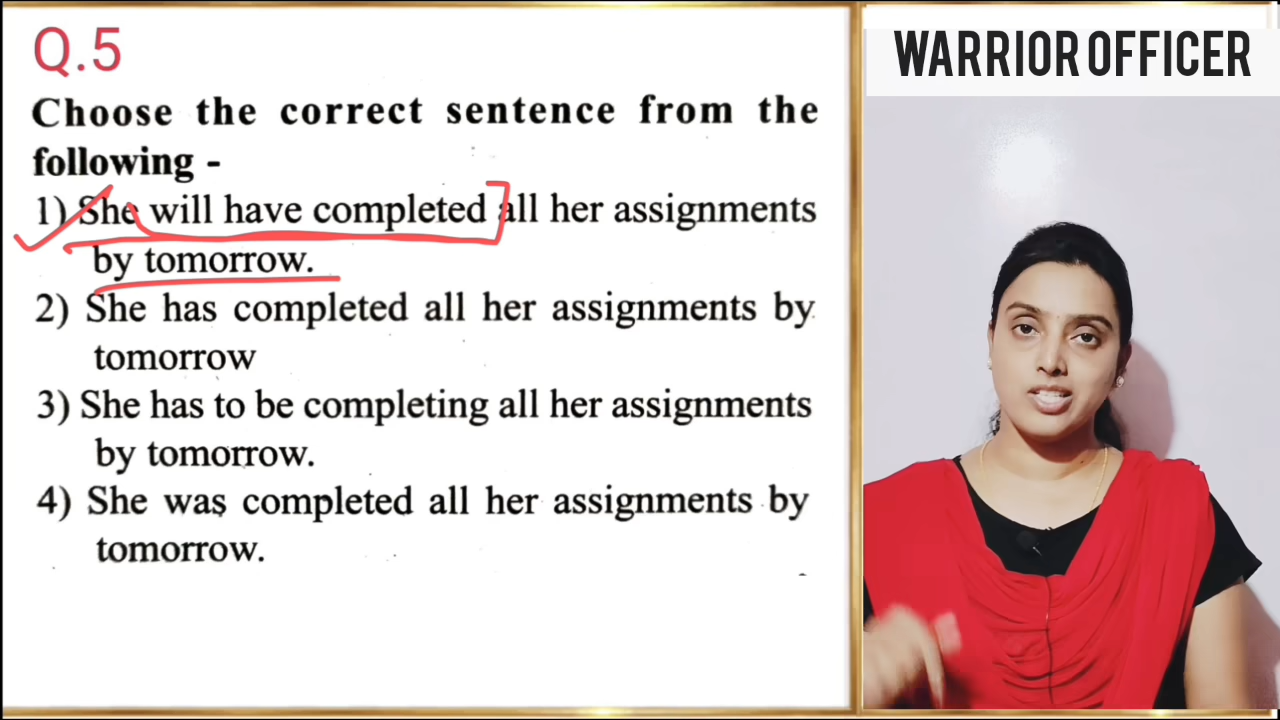 Q.5
WARRIOR OFFICER
Choose the correct sentence from the
following -
1) She will have completed all her assignments
by tomorrow.
2) She has completed all her assignments by
tomorrow
3) She has to be completing all her assignments
by tomorrow.
4) She was completed all her assignments by
tomorrow.